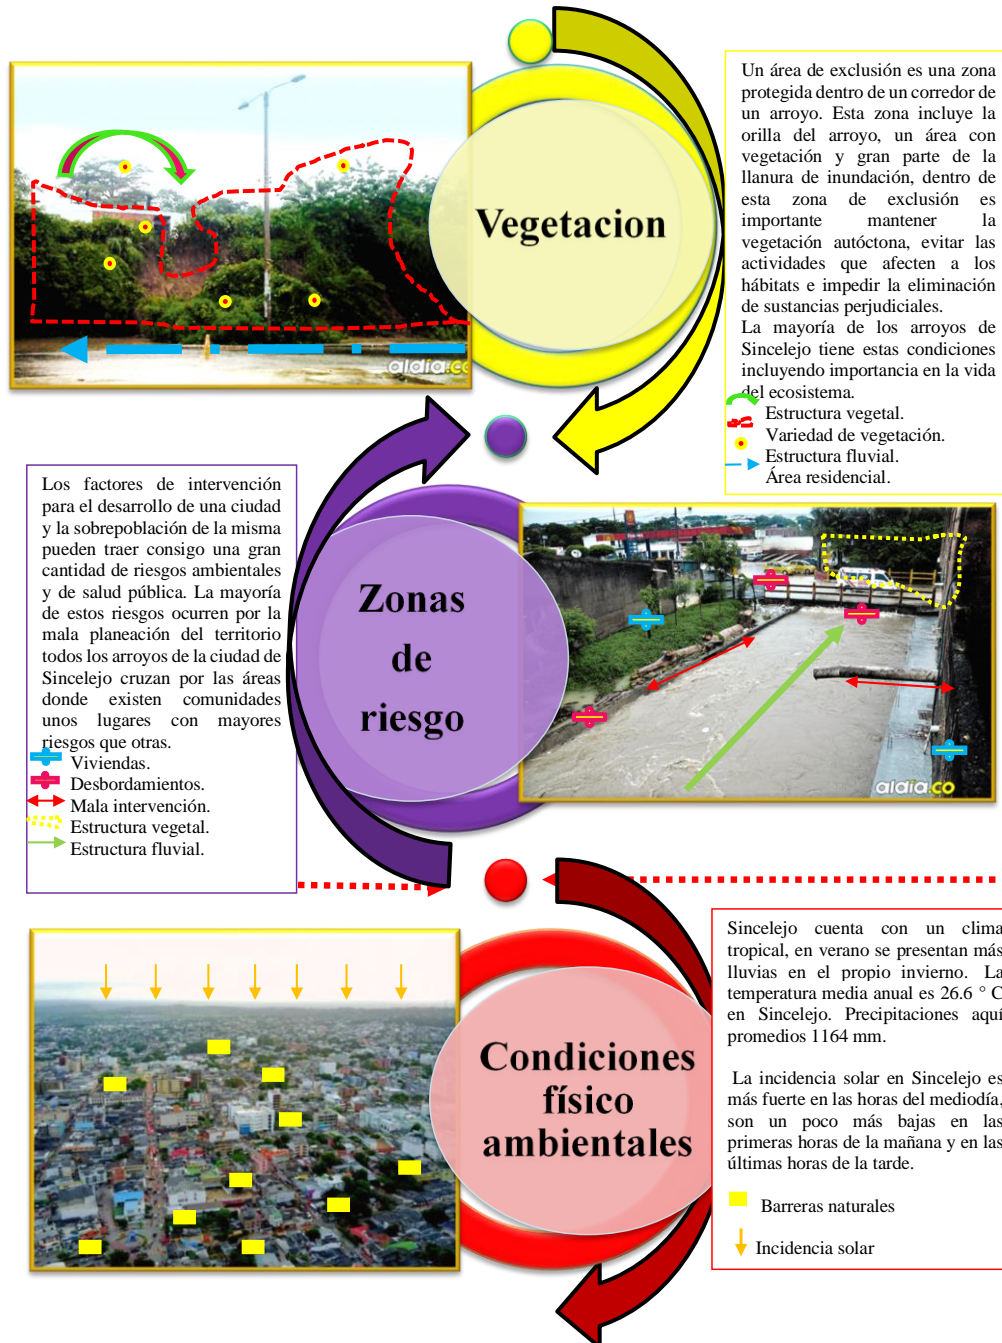 Un área de exclusión es una zona
protegida dentro de un corredor de
un arroyo. Esta zona incluye la
orilla del arroyo, un área con
vegetación y gran parte de la
llanura de inundación, dentro de
esta zona de exclusión es
importante mantener la
vegetación autóctona, evitar las
actividades que afecten a los
hábitats e impedir la eliminación
de sustancias perjudiciales.
La mayoría de los arroyos de
Sincelejo tiene estas condiciones
incluyendo importancia en la vida
del ecosistema.
Estructura vegetal.
Variedad de vegetación.
Estructura fluvial.
Área residencial.
Vegetacion
aldia.co
Los factores de intervención
para el desarrollo de una ciudad
y la sobrepoblación de la misma
pueden traer consigo una gran
cantidad de riesgos ambientales
y de salud pública. La mayoría
de estos riesgos ocurren por la
mala planeación del territorio
todos los arroyos de la ciudad de
Sincelejo cruzan por las áreas
donde existen comunidades
unos lugares con mayores
riesgos que otras.
Viviendas.
Desbordamientos.
Mala intervención.
Estructura vegetal.
Estructura fluvial.
Zonas
de
riesgo
aldia.co
Condiciones
físico
ambientales
Sincelejo cuenta con un clima
tropical, en verano se presentan más
lluvias en el propio invierno. La
temperatura media anual es 26.6 ° C
en Sincelejo. Precipitaciones aquí
promedios 1164 mm.
La incidencia solar en Sincelejo es
más fuerte en las horas del mediodía,
son un poco más bajas en las
primeras horas de la mañana y en las
últimas horas de la tarde.
Barreras naturales
Incidencia solar